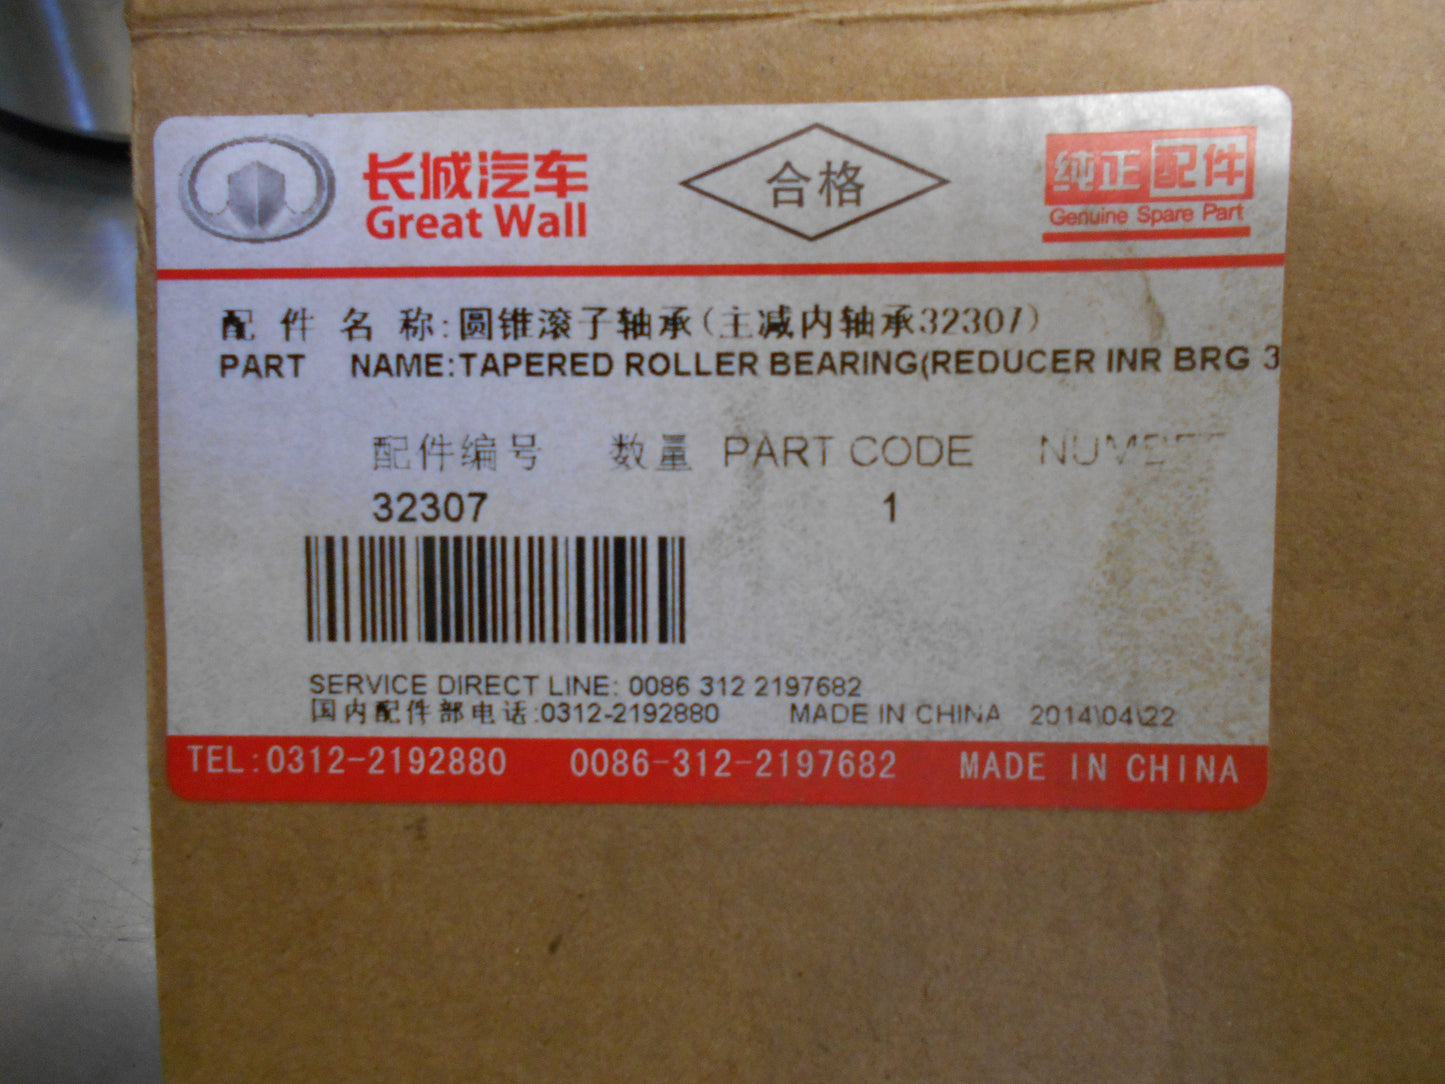 长城汽车
Great Wall
合格
纯正配件
Genuine Spare Part
配 件 名 称:圆锥滚子轴承(主减内轴承32307)
PART NAME:TAPERED ROLLER BEARING(REDUCER INR BRG 3
配件编号 数量 PART CODE
32307 1
SERVICE DIRECT LINE: 0086 312 2197682
国内配件部电话:0312-2192880 MADE IN CHINA 2014\04\22
TEL:0312-2192880 0086-312-2197682 MADE IN CHINA